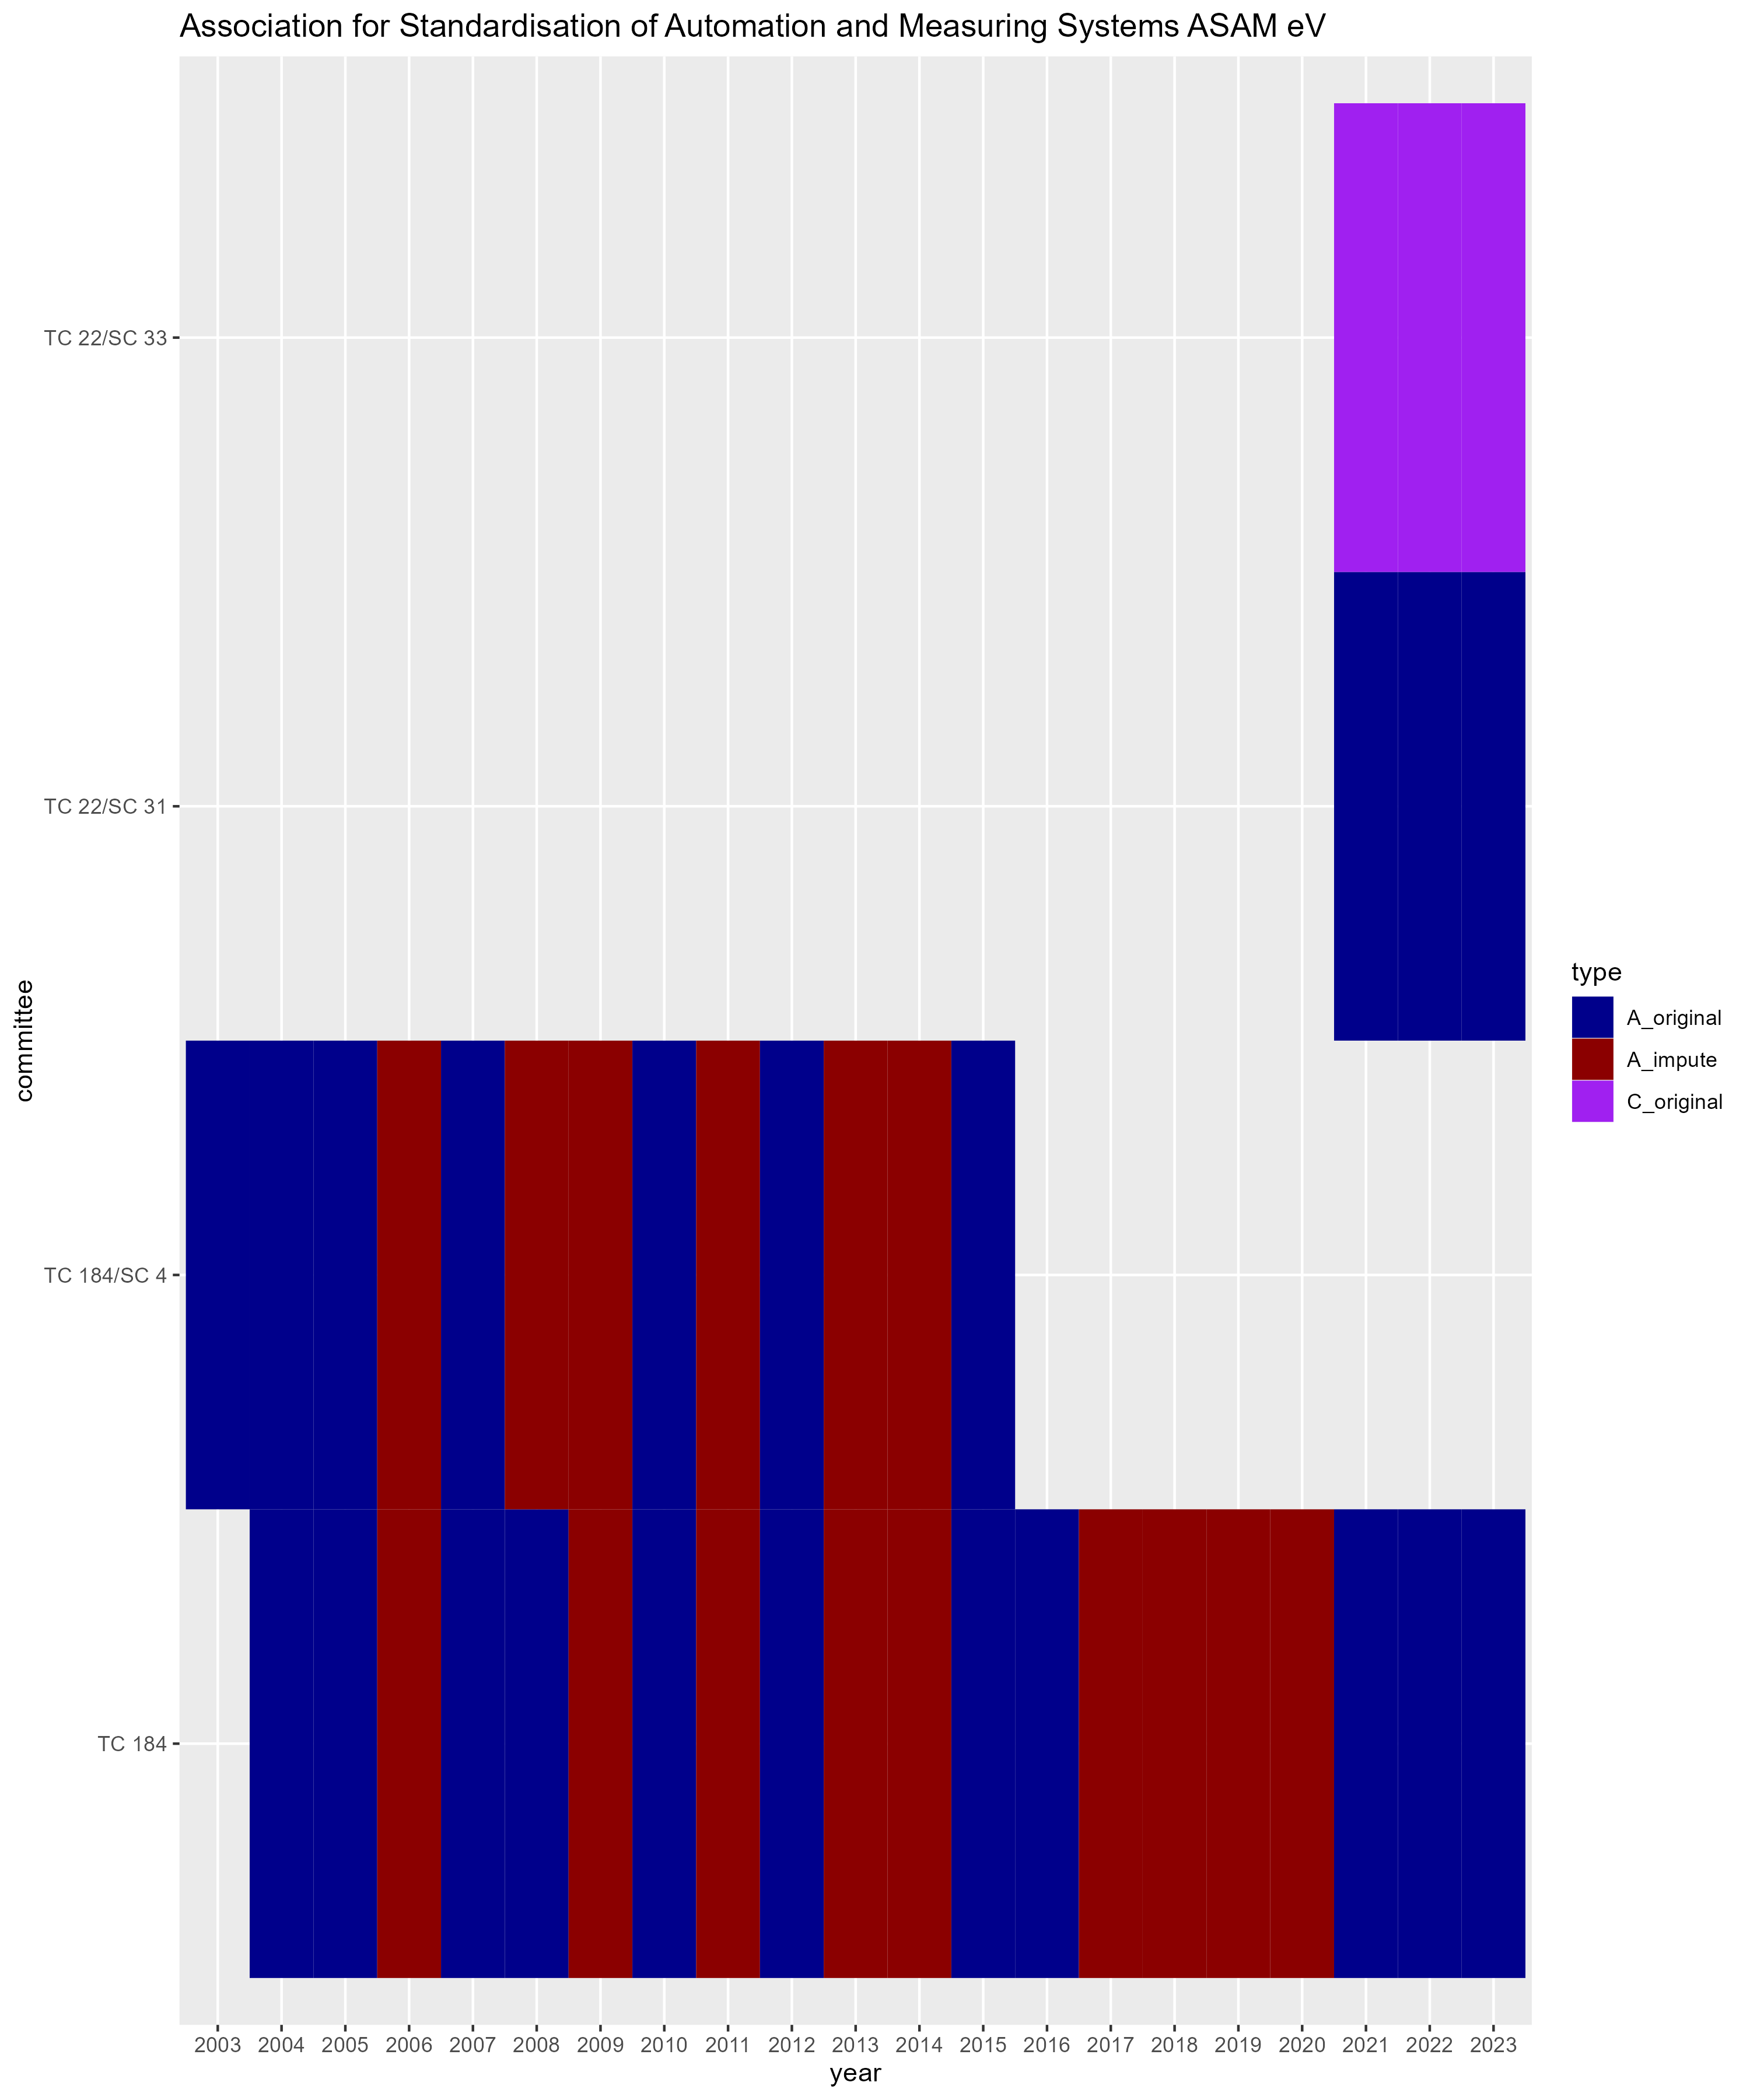 Association for Standardisation of Automation and Measuring Systems ASAM eV
committee
TC 22/SC 33
TC 22/SC 31
TC 184/SC 4
TC 184
2003 2004 2005 2006 2007 2008 2009 2010 2011 2012 2013 2014 2015 2016 2017 2018 2019 2020 2021 2022 2023
year
type
A_original
A_impute
C_original